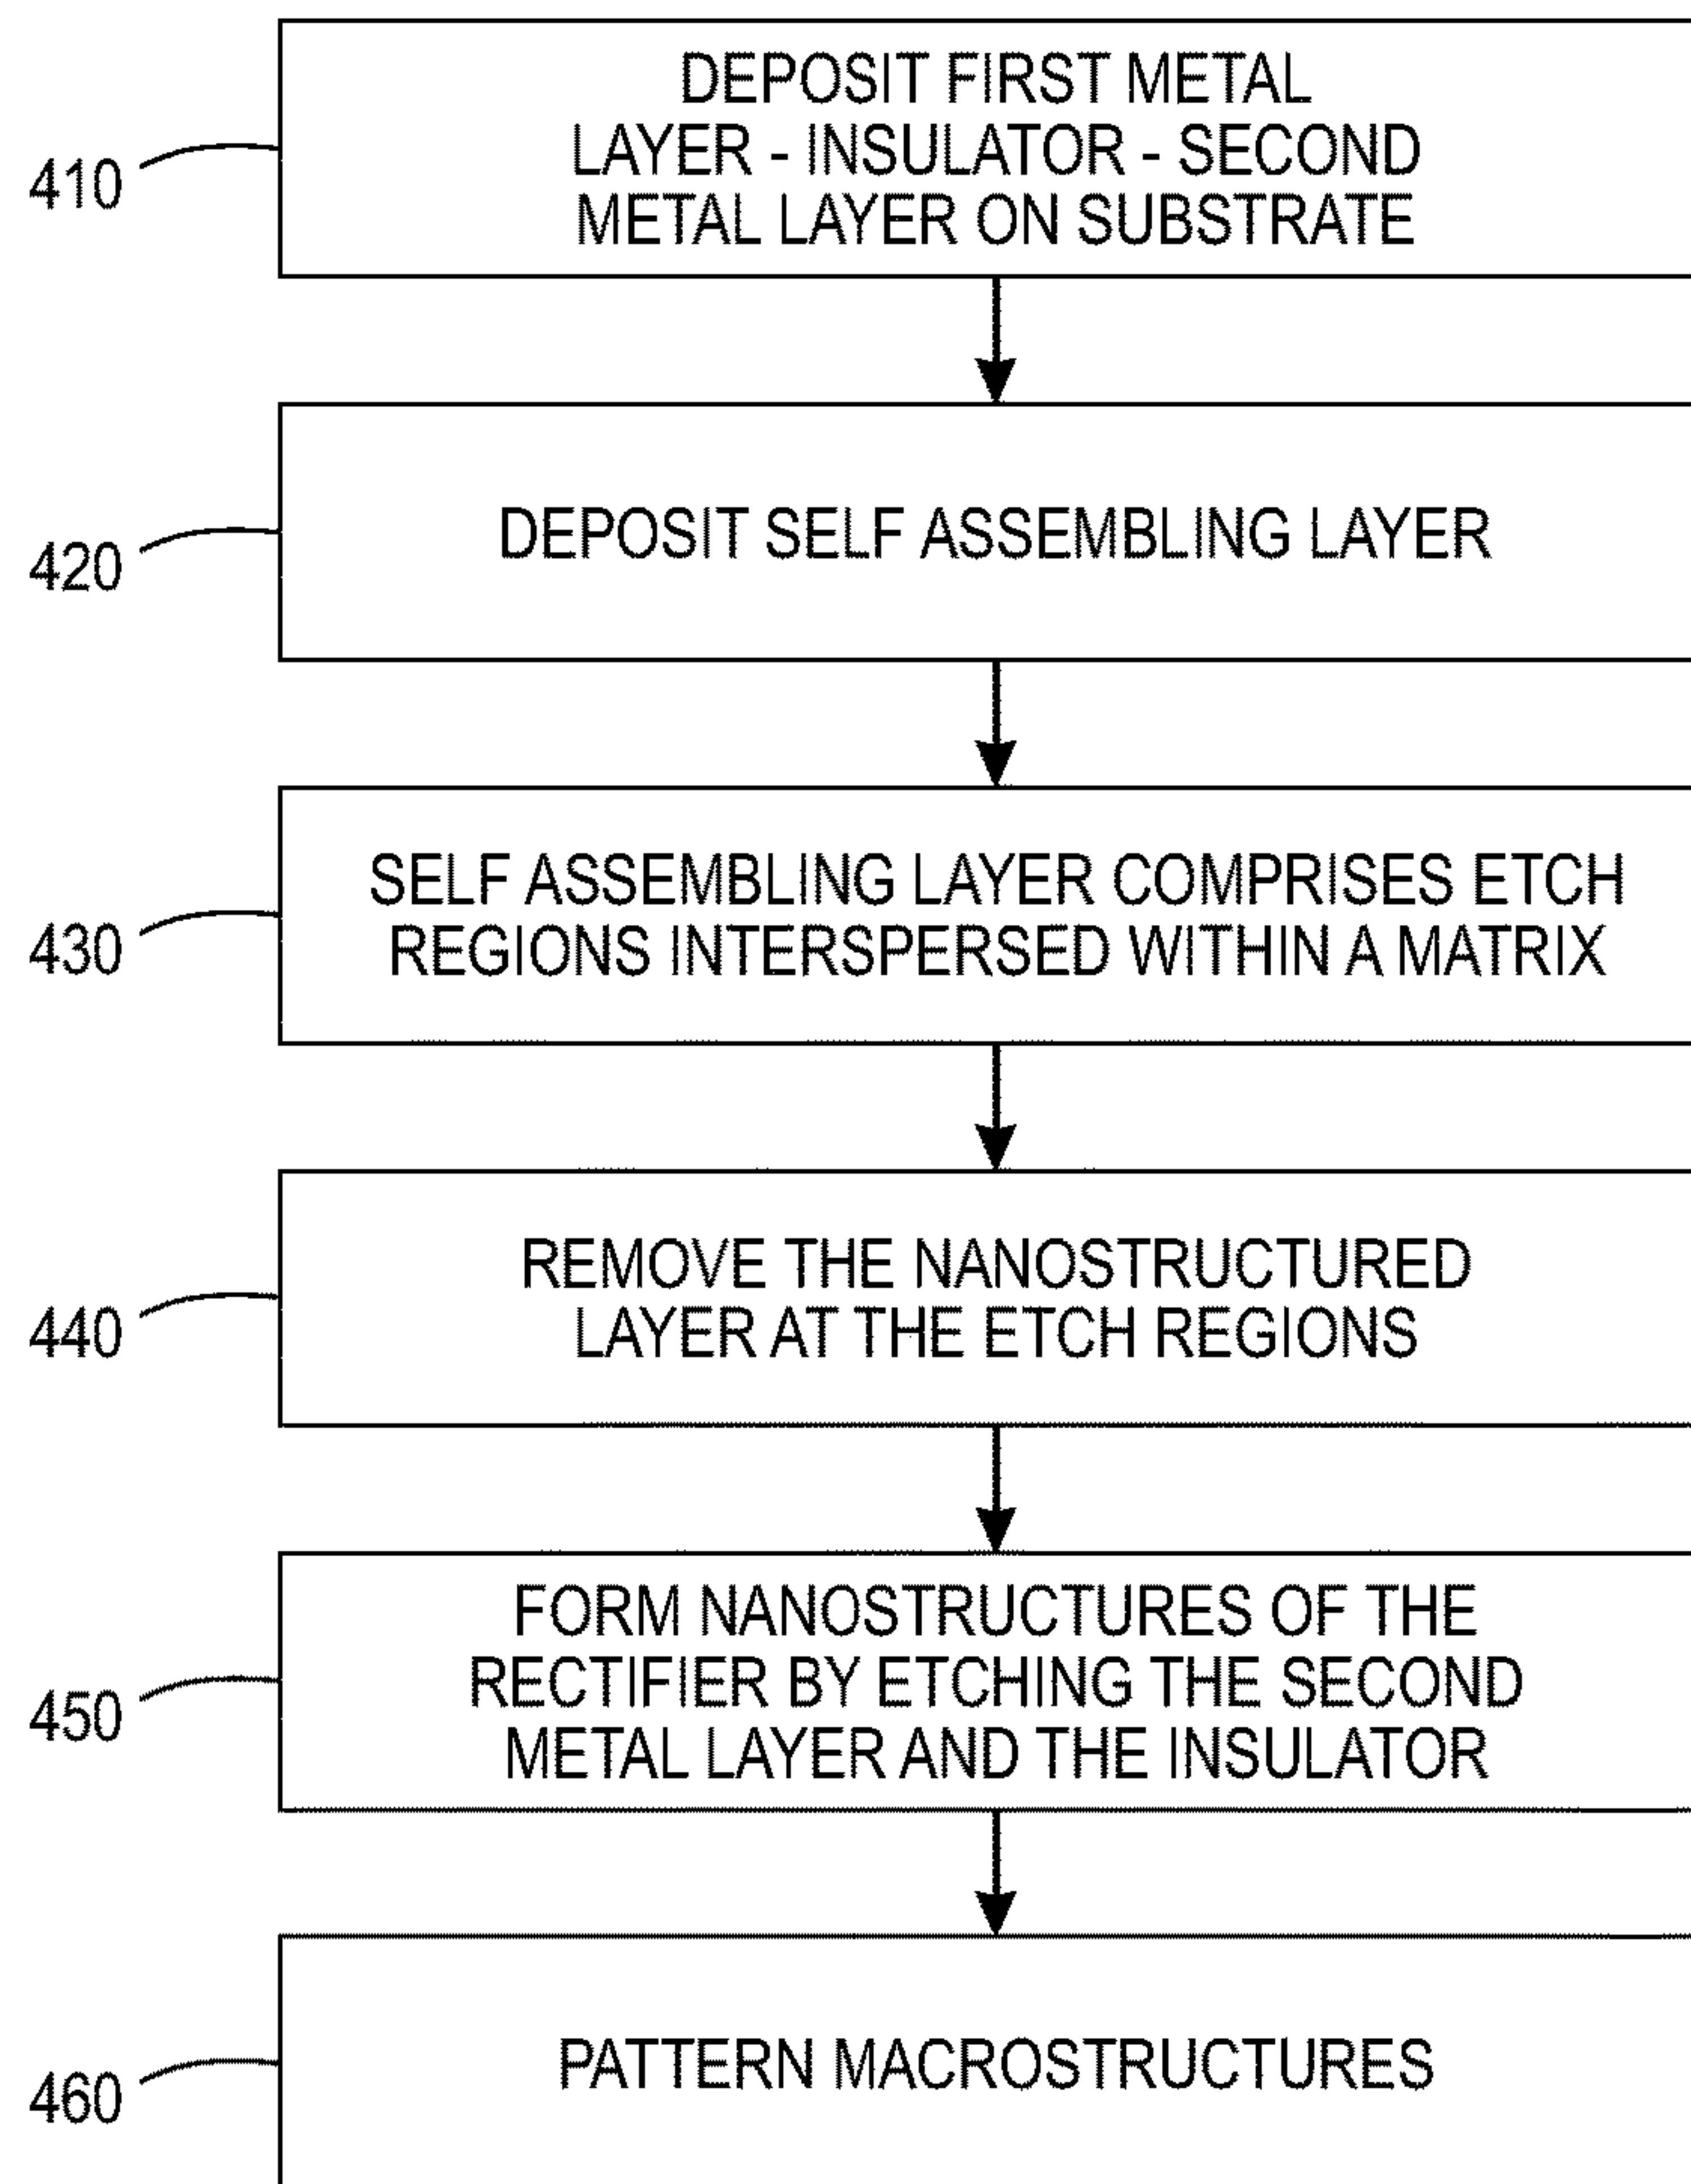 DEPOSIT FIRST METAL
LAYER - INSULATOR - SECOND
METAL LAYER ON SUBSTRATE
410
DEPOSIT SELF ASSEMBLING LAYER
420
SELF ASSEMBLING LAYER COMPRISES ETCH
REGIONS INTERSPERSED WITHIN A MATRIX
430
REMOVE THE NANOSTRUCTURED
LAYER AT THE ETCH REGIONS
440
FORM NANOSTRUCTURES OF THE
RECTIFIER BY ETCHING THE SECOND
METAL LAYER AND THE INSULATOR
450
PATTERN MACROSTRUCTURES
460